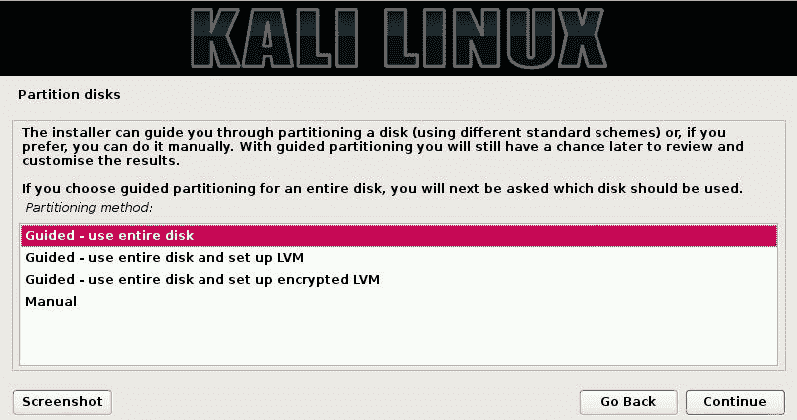 KALI LINUX
Partition disks
The installer can guide you through partitioning a disk (using different standard schemes) or, if you
prefer, you can do it manually. With guided partitioning you will still have a chance later to review and
customise the results.
If you choose guided partitioning for an entire disk, you will next be asked which disk should be used.
Partitioning method:
Guided - use entire disk
Guided - use entire disk and set up LVM
Guided - use entire disk and set up encrypted LVM
Manual
Screenshot
Go Back
Continue